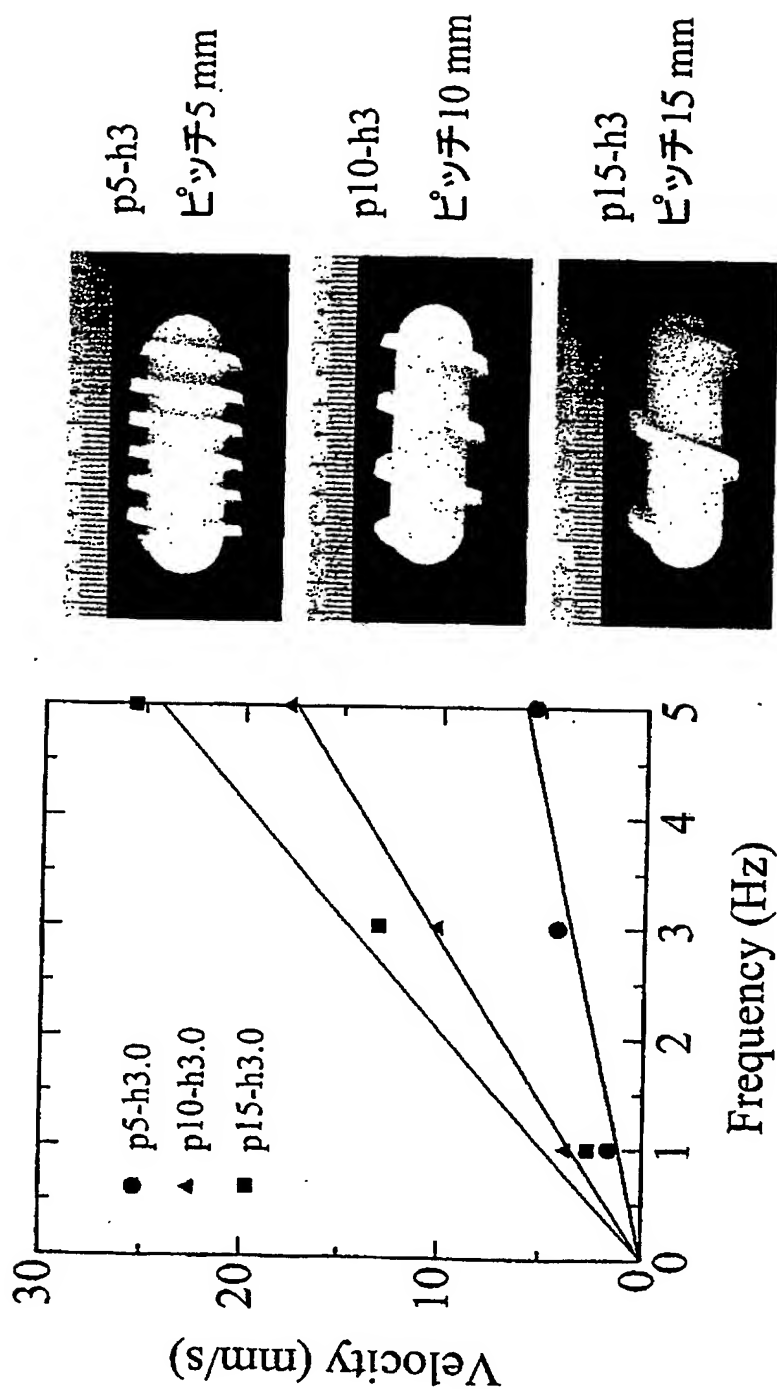 30
20
10
0
Velocity (mm/s)
p5-h3.0
p10-h3.0
p15-h3.0
0
1
2
3
4
5
Frequency (Hz)
p5-h3
ピッチ5 mm
p10-h3
ピッチ10 mm
p15-h3
ピッチ15 mm